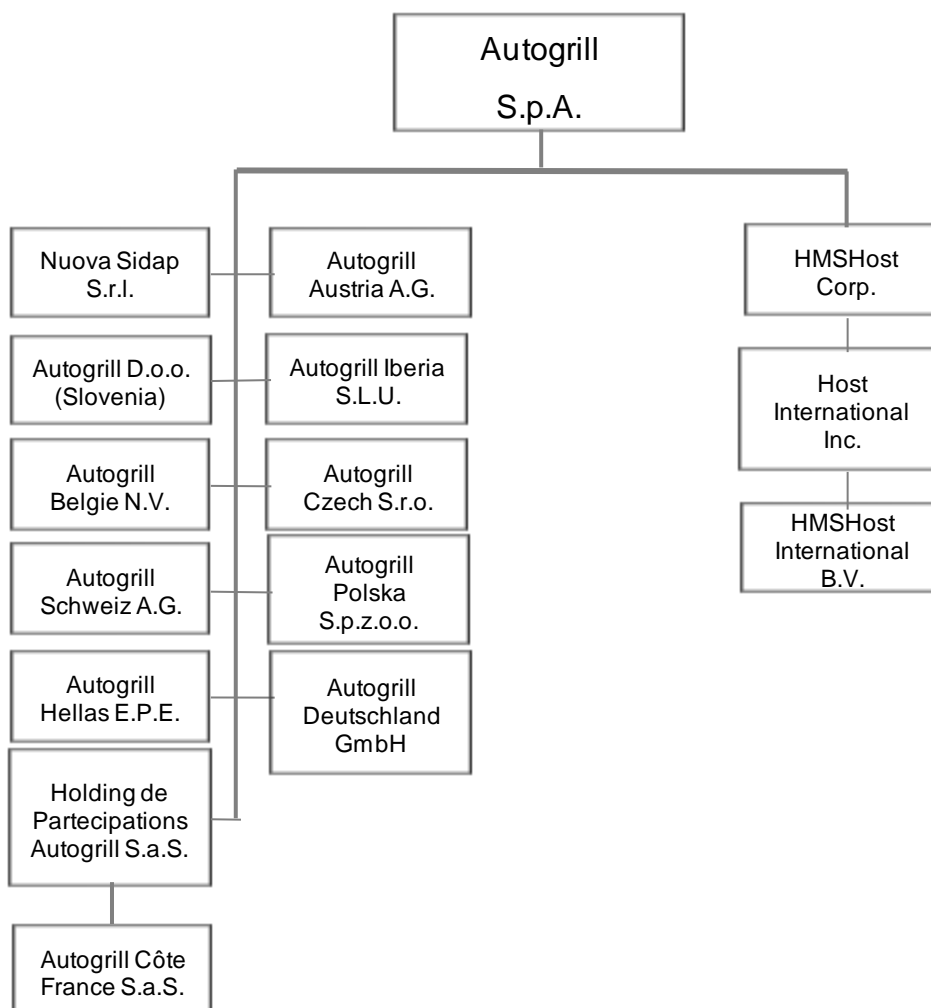 Autogrill
S.p.A.
Nuova Sidap
S.r.l.
Autogrill
Austria A.G.
HMSHost
Corp.
Autogrill D.o.o.
(Slovenia)
Autogrill Iberia
S.L.U.
Host
International
Inc.
Autogrill
Belgie N.V.
Autogrill
Czech S.r.o.
HMSHost
International
B.V.
Autogrill
Schweiz A.G.
Autogrill
Polska
S.p.z.o.o.
Autogrill
Hellas E.P.E.
Autogrill
Deutschland
GmbH
Holding de
Partecipations
Autogrill S.a.S.
Autogrill Côte
France S.a.S.